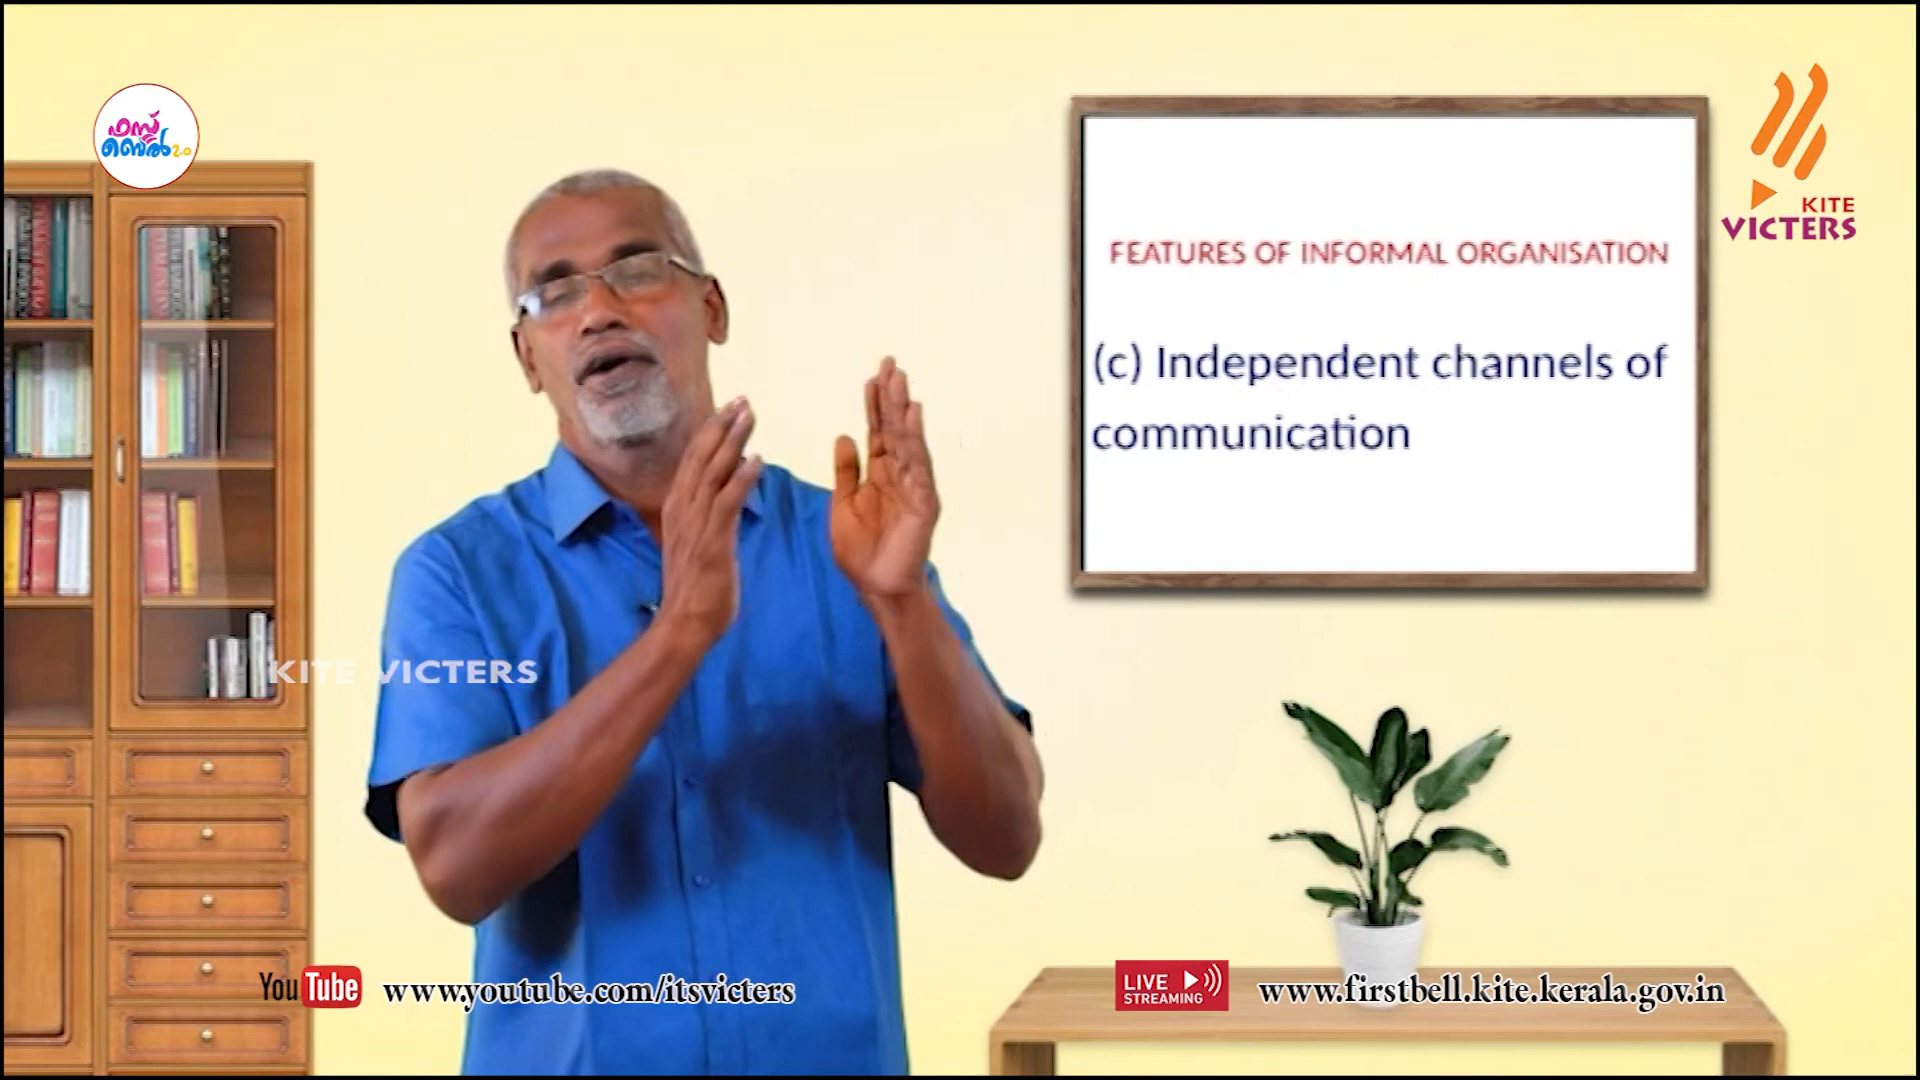 ഫസ്റ്റ്
ബെൽ 2.0
KITE
VICTERS
FEATURES OF INFORMAL ORGANISATION
(c) Independent channels of
communication
KITE VICTERS
YouTube www.youtube.com/itsvicters
LIVE
STREAMING
www.firstbell.kite.kerala.gov.in